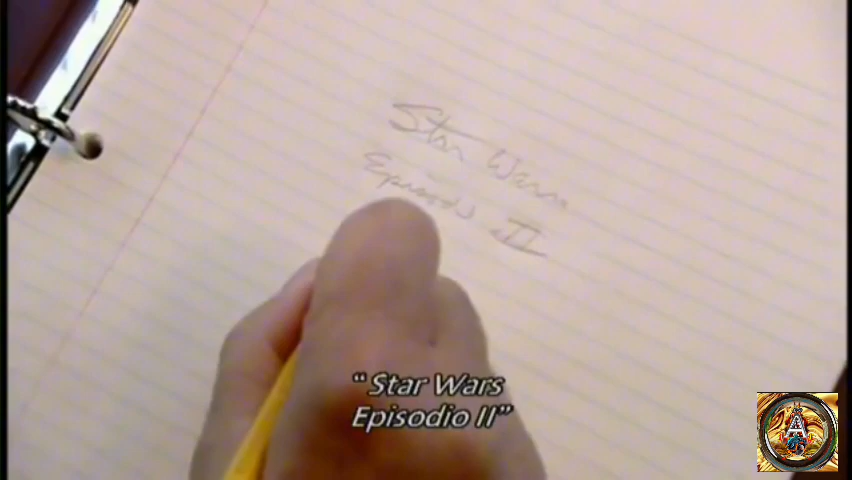 Star Wars
Episode II
“Star Wars
Episodio II”